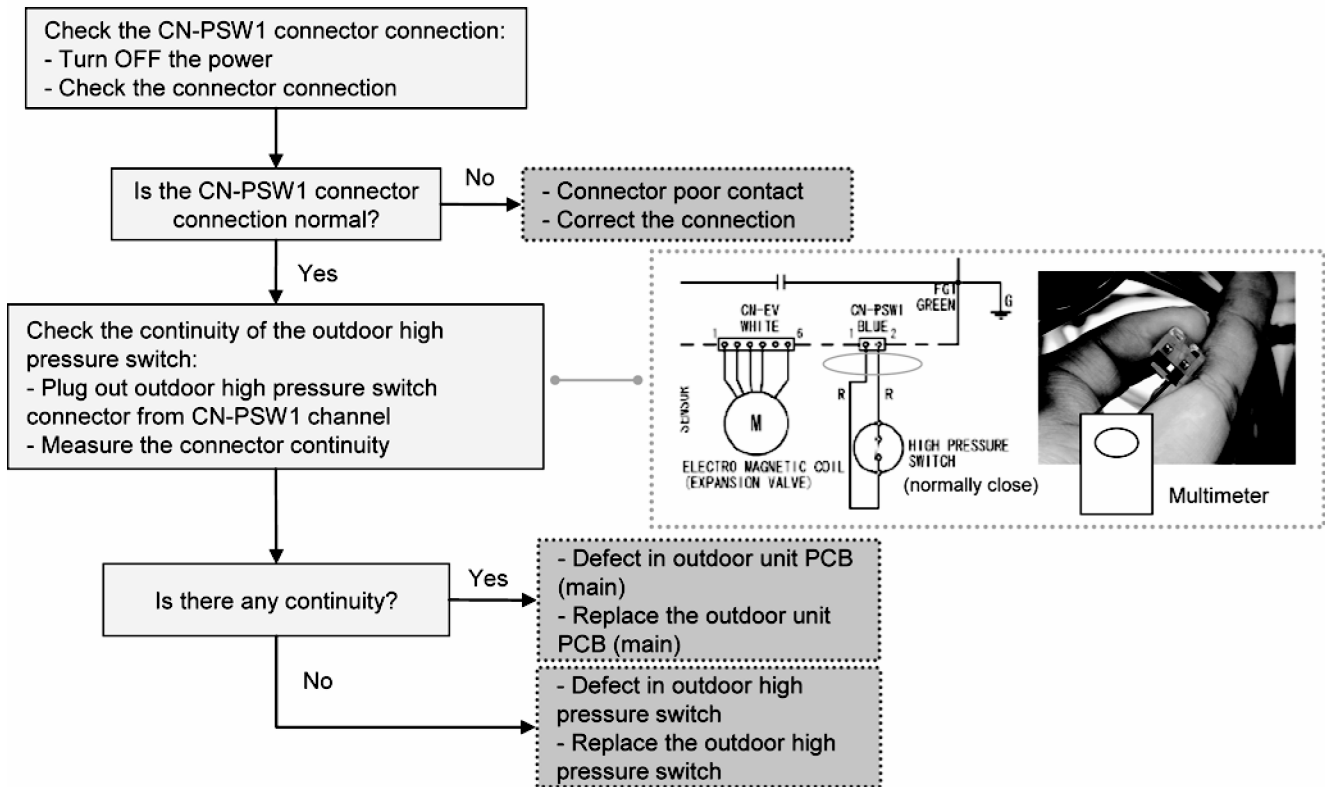 Check the CN-PSW1 connector connection:
- Turn OFF the power
- Check the connector connection
Is the CN-PSW1 connector
connection normal?
No
- Connector poor contact
- Correct the connection
Yes
Check the continuity of the outdoor high
pressure switch:
- Plug out outdoor high pressure switch
connector from CN-PSW1 channel
- Measure the connector continuity
CN-EV
WHITE
1
6
CN-PSW1
BLUE
1
2
FG1
GREEN
G
SENSOR
M
R
R
ELECTRO MAGNETIC COIL
(EXPANSION VALVE)
HIGH PRESSURE
SWITCH
(normally close)
Multimeter
Is there any continuity?
Yes
- Defect in outdoor unit PCB
(main)
- Replace the outdoor unit
PCB (main)
No
- Defect in outdoor high
pressure switch
- Replace the outdoor high
pressure switch